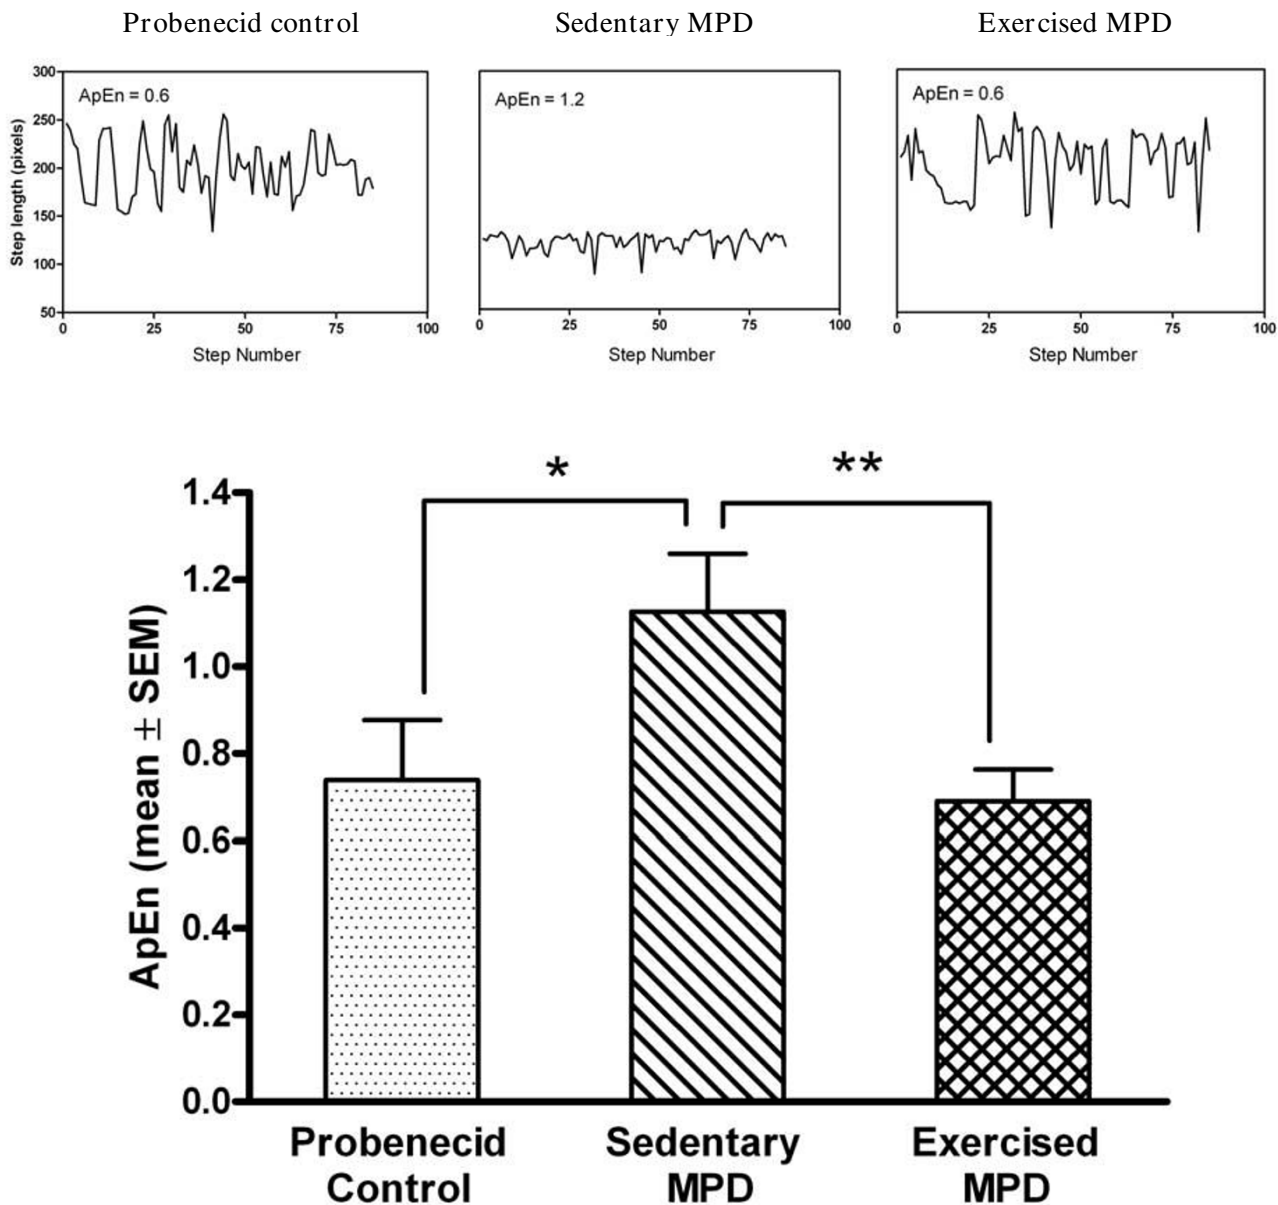 Probenecid control
Sedentary MPD
Exercised MPD
300
250
200
150
100
50
Step length (pixels)
ApEn = 0.6
0 25 50 75 100
Step Number
ApEn = 1.2
0 25 50 75 100
Step Number
ApEn = 0.6
0 25 50 75 100
Step Number
* **
1.4
1.2
1.0
0.8
0.6
0.4
0.2
0.0
ApEn (mean ± SEM)
Probenecid
Control
Sedentary
MPD
Exercised
MPD